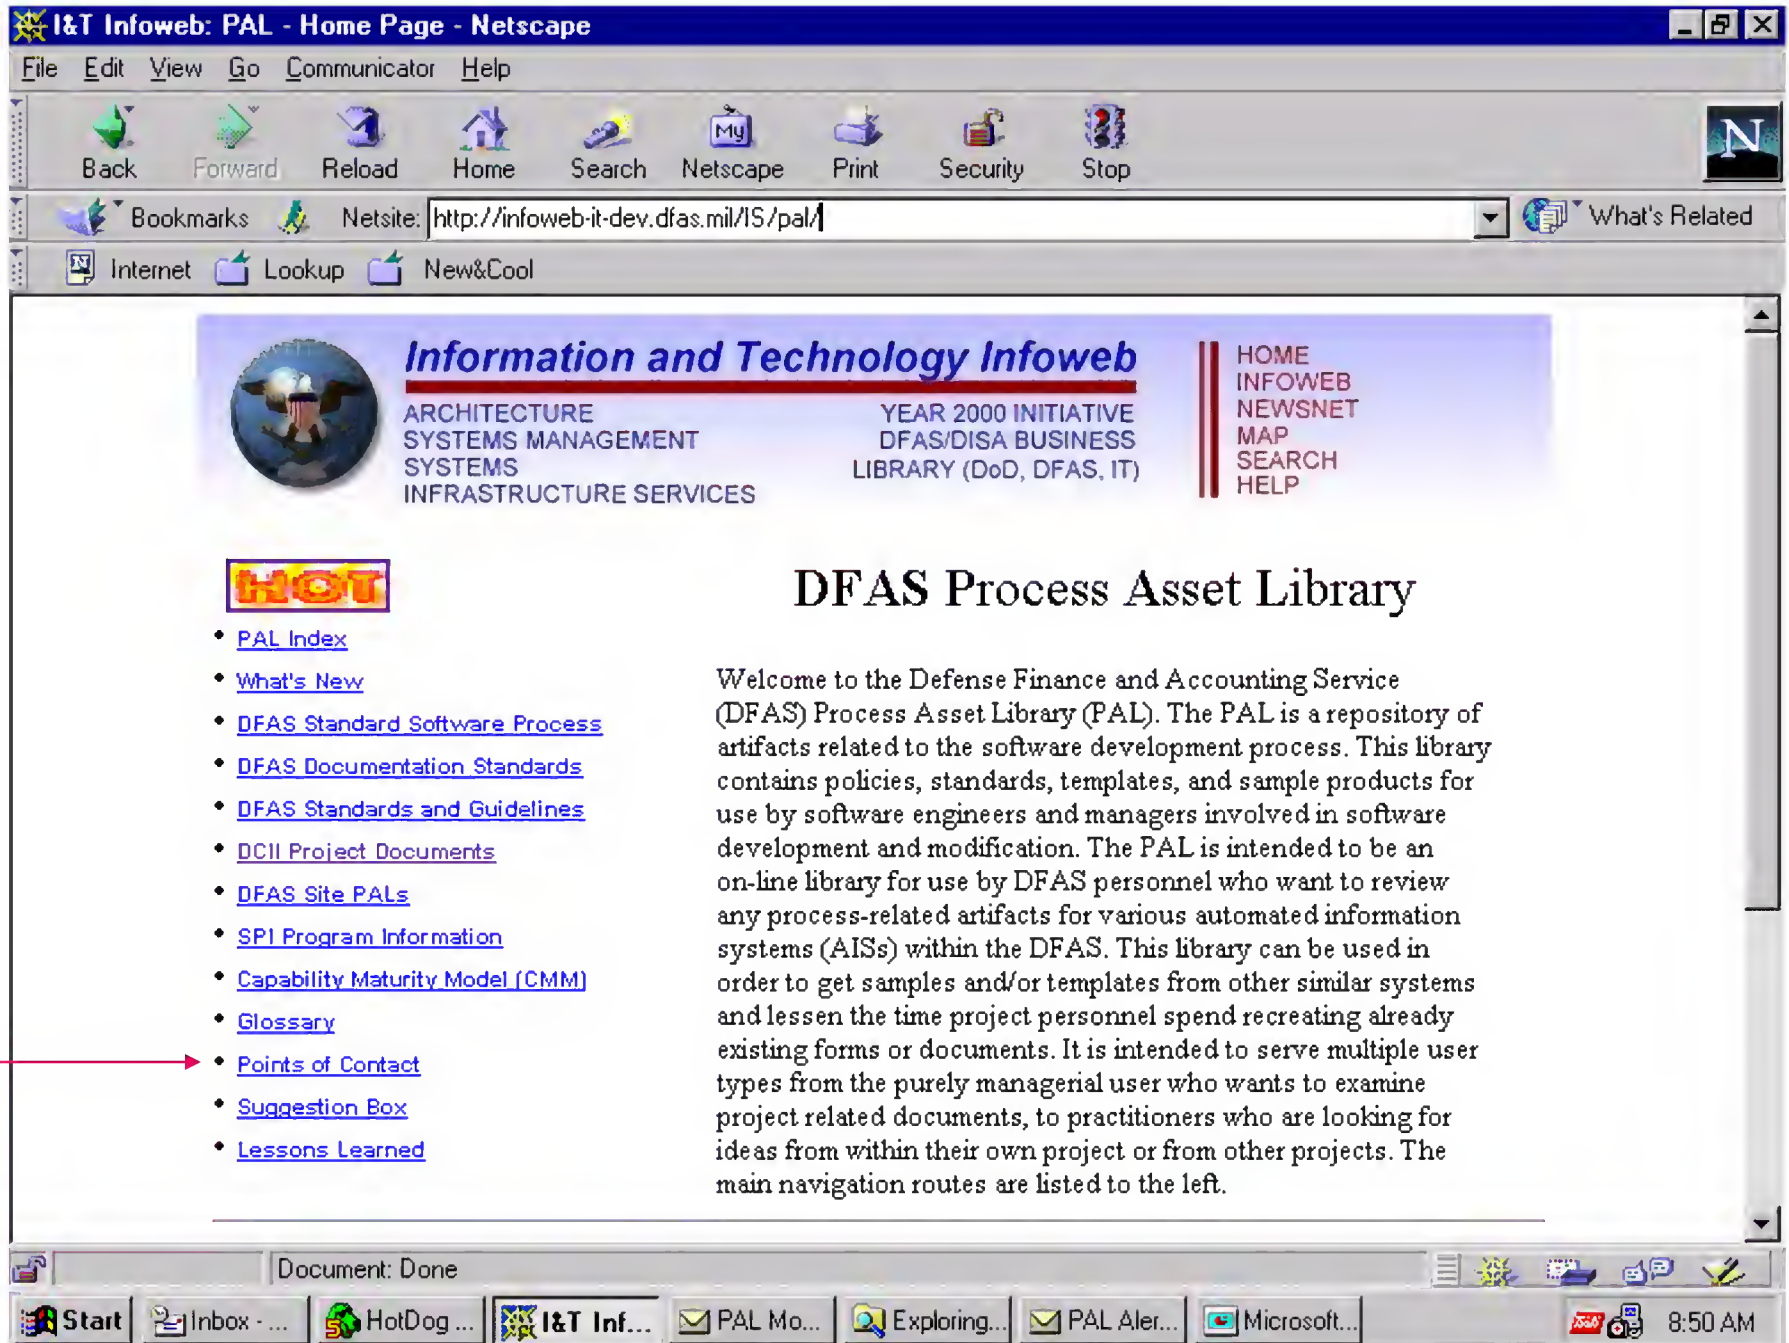 I&T Infoweb: PAL - Home Page - Netscape
File Edit View Go Communicator Help
Back Forward Reload Home Search Netscape Print Security Stop
My
N
Bookmarks Netsite: http://infoweb-it-dev.dfas.mil/IS/pal/ What's Related
Internet Lookup New&Cool
Information and Technology Infoweb
ARCHITECTURE
SYSTEMS MANAGEMENT
SYSTEMS
INFRASTRUCTURE SERVICES
YEAR 2000 INITIATIVE
DFAS/DISA BUSINESS
LIBRARY (DoD, DFAS, IT)
HOME
INFOWEB
NEWSNET
MAP
SEARCH
HELP
HOT
PAL Index
What's New
DFAS Standard Software Process
DFAS Documentation Standards
DFAS Standards and Guidelines
DCII Project Documents
DFAS Site PALs
SPI Program Information
Capability Maturity Model (CMM)
Glossary
Points of Contact
Suggestion Box
Lessons Learned
DFAS Process Asset Library
Welcome to the Defense Finance and Accounting Service
(DFAS) Process Asset Library (PAL). The PAL is a repository of
artifacts related to the software development process. This library
contains policies, standards, templates, and sample products for
use by software engineers and managers involved in software
development and modification. The PAL is intended to be an
on-line library for use by DFAS personnel who want to review
any process-related artifacts for various automated information
systems (AISs) within the DFAS. This library can be used in
order to get samples and/or templates from other similar systems
and lessen the time project personnel spend recreating already
existing forms or documents. It is intended to serve multiple user
types from the purely managerial user who wants to examine
project related documents, to practitioners who are looking for
ideas from within their own project or from other projects. The
main navigation routes are listed to the left.
Document: Done
Start Inbox - ... HotDog ... I&T Inf... PAL Mo... Exploring... PAL Aler... Microsoft... 8:50 AM